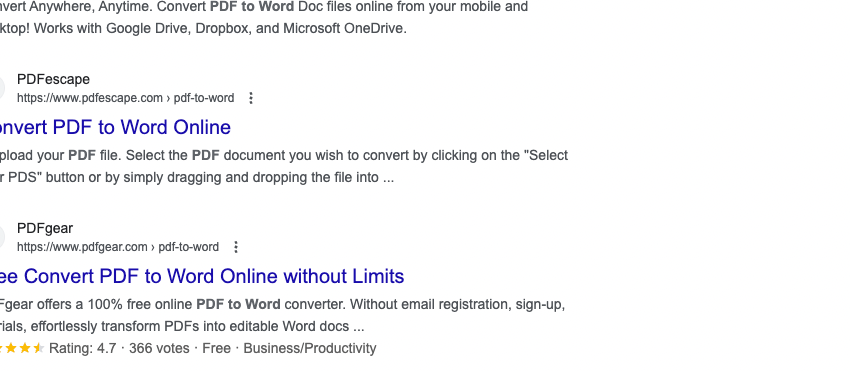 nvert Anywhere, Anytime. Convert PDF to Word Doc files online from your mobile and
ktop! Works with Google Drive, Dropbox, and Microsoft OneDrive.
PDFescape
https://www.pdfescape.com › pdf-to-word
onvert PDF to Word Online
pload your PDF file. Select the PDF document you wish to convert by clicking on the "Select
r PDS" button or by simply dragging and dropping the file into ...
PDFgear
https://www.pdfgear.com › pdf-to-word
ee Convert PDF to Word Online without Limits
Fgear offers a 100% free online PDF to Word converter. Without email registration, sign-up,
rials, effortlessly transform PDFs into editable Word docs ...
Rating: 4.7 · 366 votes · Free · Business/Productivity